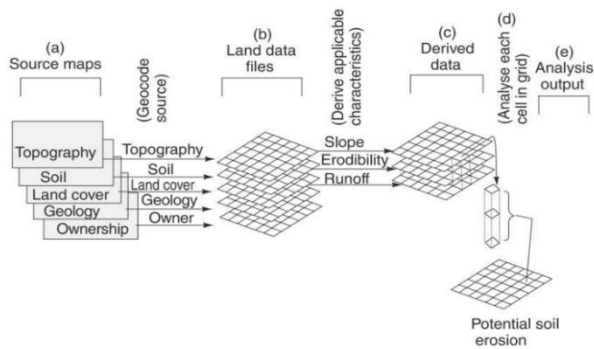 (a)
Source maps
(Geocode
source)
(b)
Land data
files
(Derive applicable
characteristics)
(c)
Derived
data
(d)
(Analyse each
cell in grid)
(e)
Analysis
output
Topography
Soil
Land cover
Geology
Ownership
Topography
Soil
Land cover
Geology
Owner
Slope
Erodibility
Runoff
Potential soil
erosion